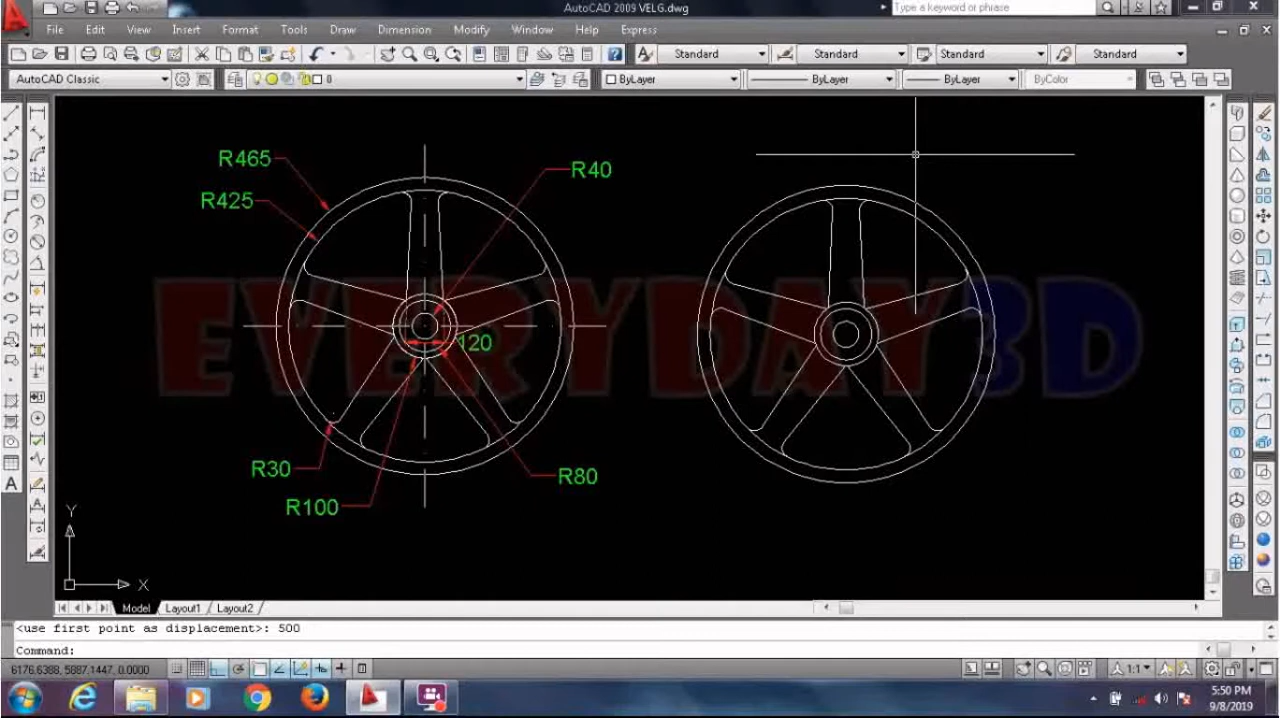 AutoCAD 2009 VELG.dwg
Type a keyword or phrase
File Edit View Insert Format Tools Draw Dimension Modify Window Help Express
Standard Standard Standard Standard
AutoCAD Classic 0 ByLayer ByLayer ByLayer ByColor
R465
R40
R425
EVERYDAY3D
120
R30
R80
R100
Y
X
A
Model Layout1 Layout2
<use first point as displacement>: 500
Command:
6176.6388, 5887.1447, 0.0000 1:1
5:50 PM
9/8/2019